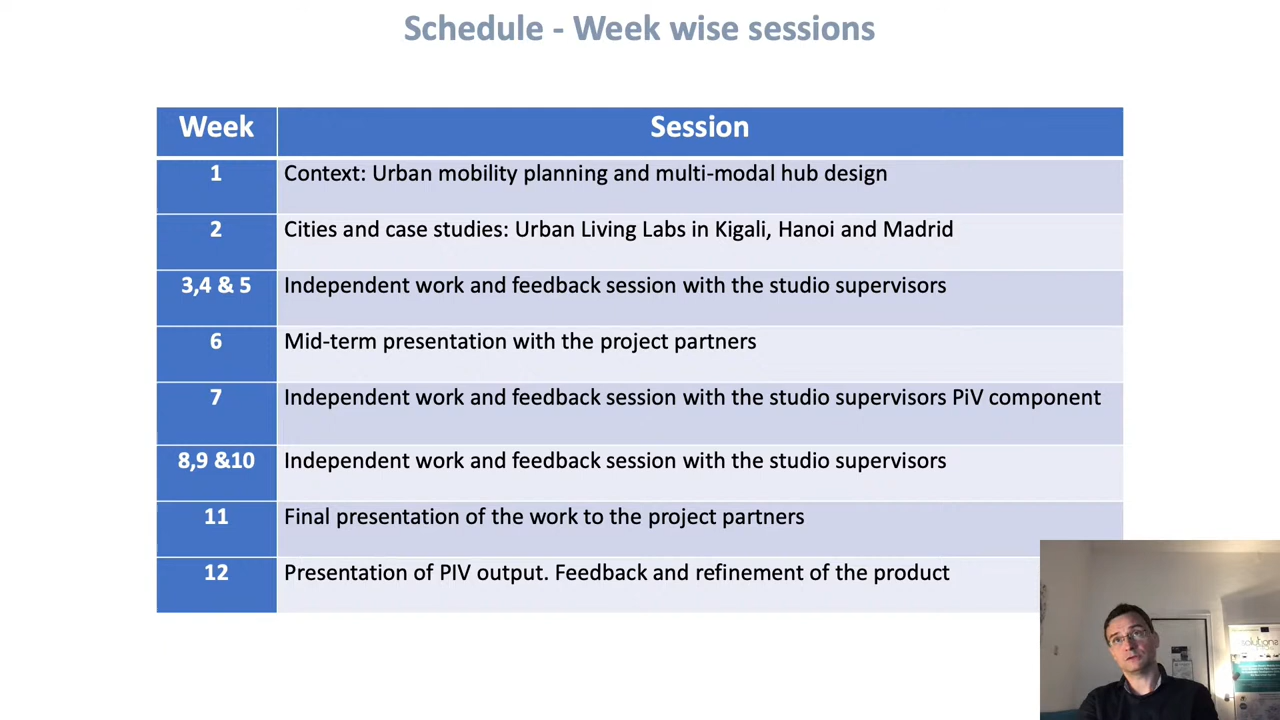 Schedule - Week wise sessions
Week Session
1 Context: Urban mobility planning and multi-modal hub design
2 Cities and case studies: Urban Living Labs in Kigali, Hanoi and Madrid
3,4 & 5 Independent work and feedback session with the studio supervisors
6 Mid-term presentation with the project partners
7 Independent work and feedback session with the studio supervisors PiV component
8,9 &10 Independent work and feedback session with the studio supervisors
11 Final presentation of the work to the project partners
12 Presentation of PIV output. Feedback and refinement of the product
solutions